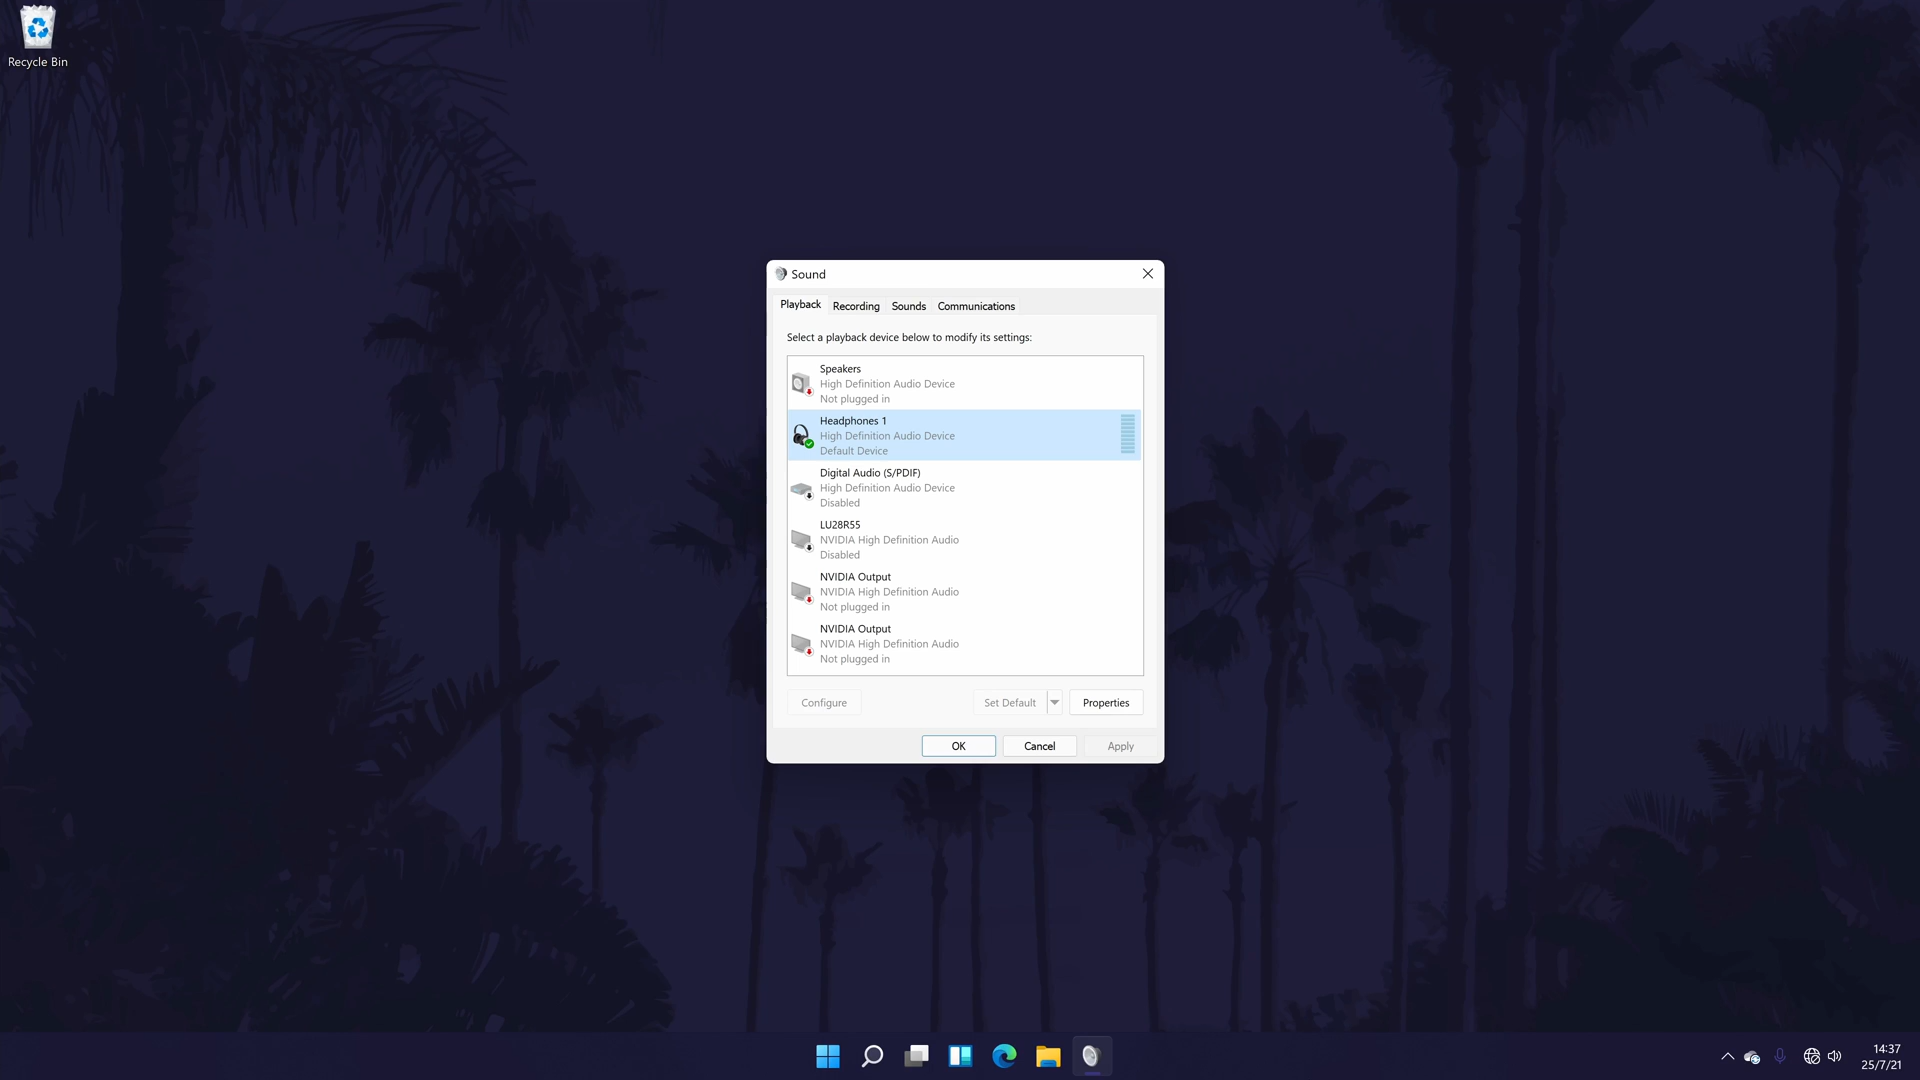 Recycle Bin
Sound
Playback
Recording
Sounds
Communications
Select a playback device below to modify its settings:
Speakers
High Definition Audio Device
Not plugged in
Headphones 1
High Definition Audio Device
Default Device
Digital Audio (S/PDIF)
High Definition Audio Device
Disabled
LU28R55
NVIDIA High Definition Audio
Disabled
NVIDIA Output
NVIDIA High Definition Audio
Not plugged in
NVIDIA Output
NVIDIA High Definition Audio
Not plugged in
Configure
Set Default
Properties
OK
Cancel
Apply
14:37
25/7/21